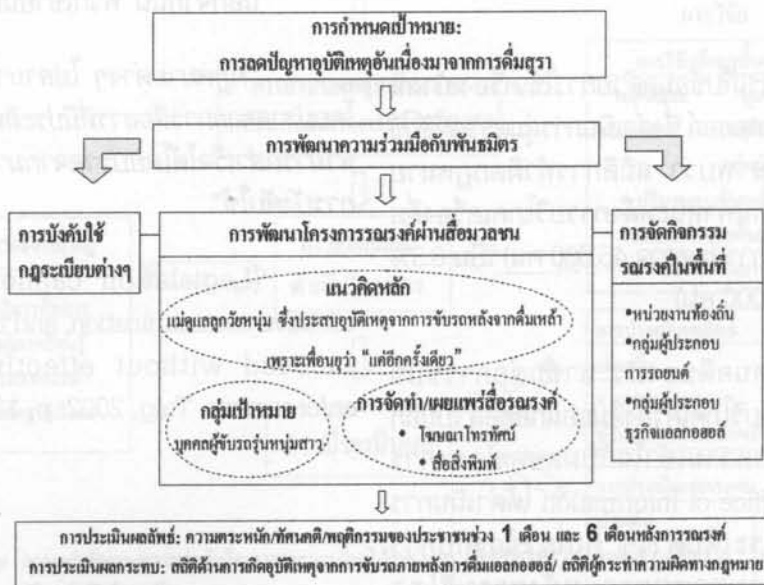 การกำหนดเป้าหมาย:
การลดปัญหาอุบัติเหตุอันเนื่องมาจากการดื่มสุรา
การพัฒนาความร่วมมือกับพันธมิตร
การบังคับใช้
กฎระเบียบต่างๆ
การพัฒนาโครงการรณรงค์ผ่านสื่อมวลชน
แนวคิดหลัก
แม่ดูแลลูกวัยหนุ่ม ซึ่งประสบอุบัติเหตุจากการขับรถหลังจากดื่มเหล้า
เพราะเพื่อนยุว่า “แค่อีกครั้งเดียว”
กลุ่มเป้าหมาย
บุคคลผู้ขับรถรุ่นหนุ่มสาว
การจัดทำ/เผยแพร่สื่อรณรงค์
• โฆษณาโทรทัศน์
• สื่อสิ่งพิมพ์
การจัดกิจกรรม
รณรงค์ในพื้นที่
•หน่วยงานท้องถิ่น
•กลุ่มผู้ประกอบ
การรถยนต์
•กลุ่มผู้ประกอบ
ธุรกิจแอลกอฮอล์
การประเมินผลลัพธ์: ความตระหนัก/ทัศนคติ/พฤติกรรมของประชาชนช่วง 1 เดือน และ 6 เดือนหลังการรณรงค์
การประเมินผลกระทบ: สถิติด้านการเกิดอุบัติเหตุจากการขับรถภายหลังการดื่มแอลกอฮอล์/ สถิติผู้กระทำความผิดทางกฎหมาย